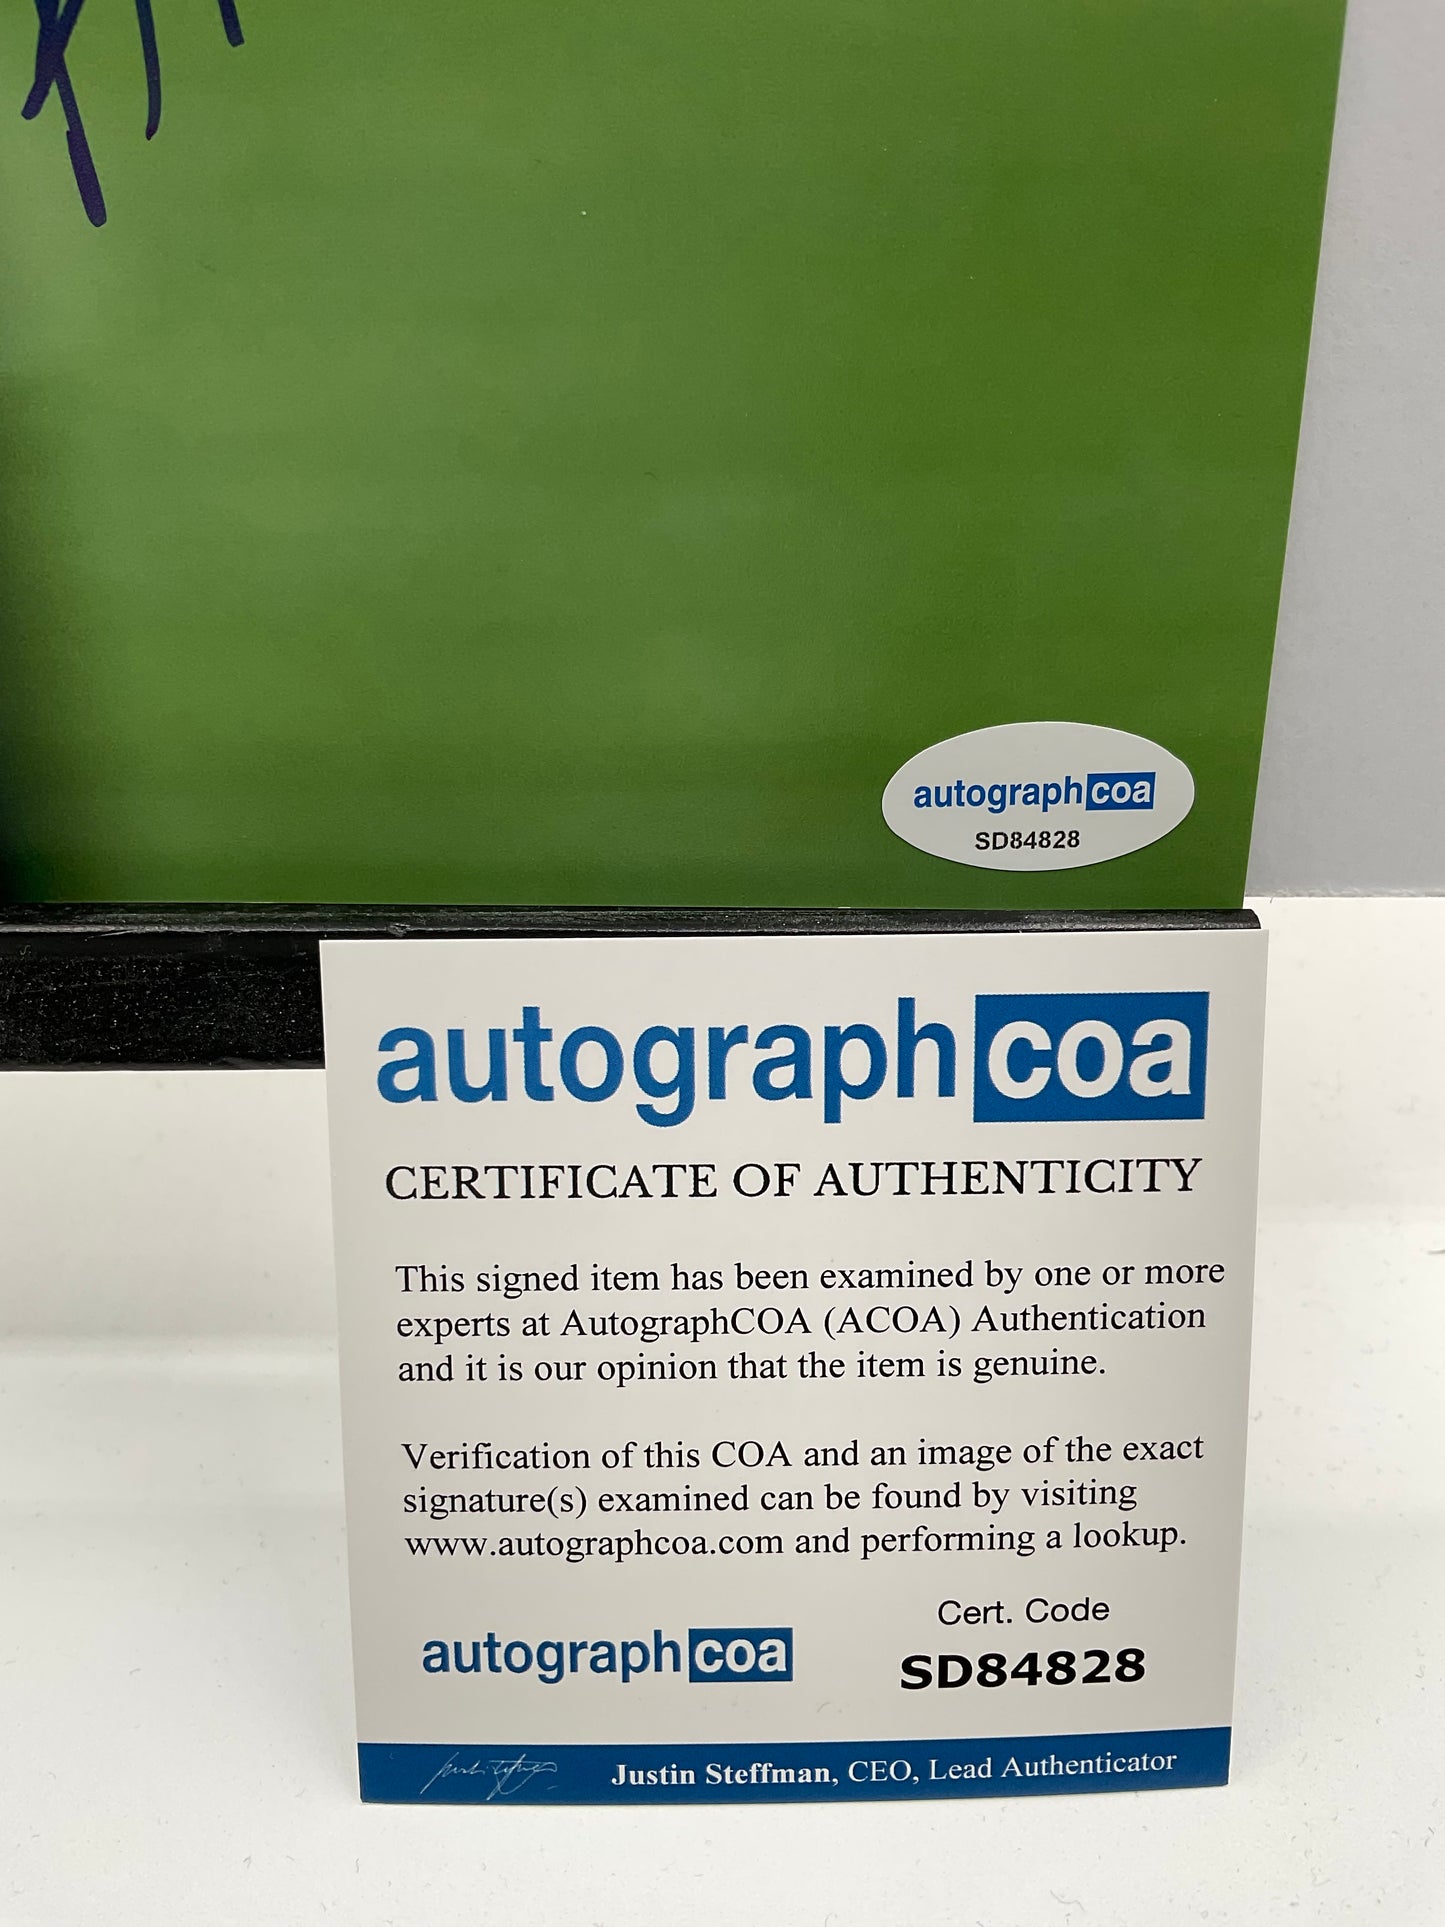 autographcoa
SD84828
autographcoa
CERTIFICATE OF AUTHENTICITY
This signed item has been examined by one or more
experts at AutographCOA (ACOA) Authentication
and it is our opinion that the item is genuine.
Verification of this COA and an image of the exact
signature(s) examined can be found by visiting
www.autographcoa.com and performing a lookup.
Cert. Code
autographcoa
SD84828
Justin Steffman, CEO, Lead Authenticator